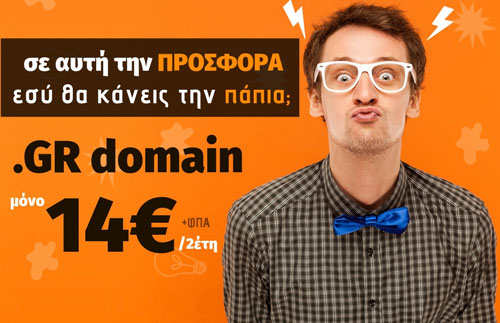 σε αυτή την ΠΡΟΣΦΟΡΑ
εσύ θα κάνεις την πάπια;
.GR domain
μόνο
14€
+ΦΠΑ
/2έτη